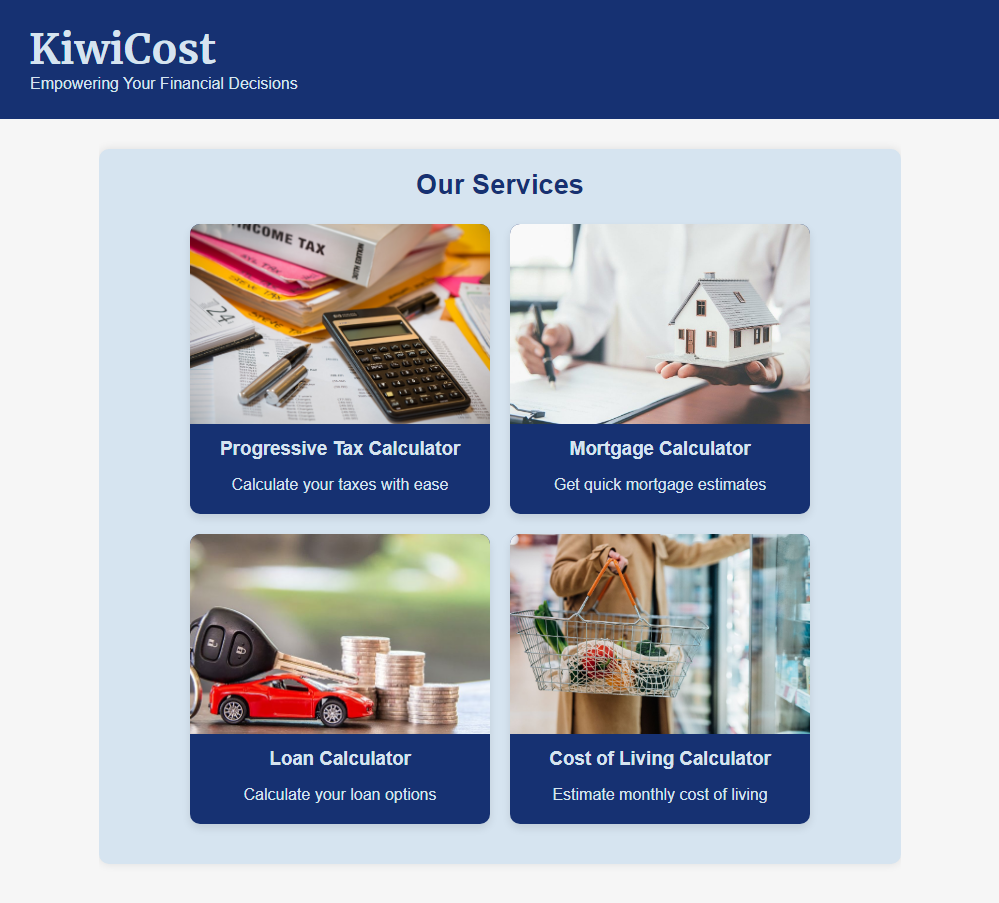 KiwiCost
Empowering Your Financial Decisions
Our Services
INCOME TAX
24
Progressive Tax Calculator
Calculate your taxes with ease
Mortgage Calculator
Get quick mortgage estimates
Loan Calculator
Calculate your loan options
Cost of Living Calculator
Estimate monthly cost of living